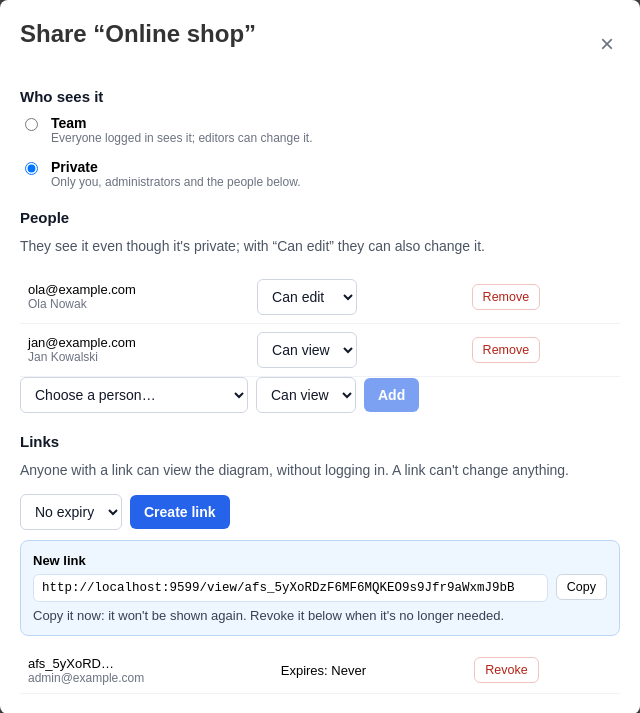 Share “Online shop”
×
Who sees it
Team
Everyone logged in sees it; editors can change it.
Private
Only you, administrators and the people below.
People
They see it even though it's private; with “Can edit” they can also change it.
ola@example.com
Ola Nowak
Can edit
Remove
jan@example.com
Jan Kowalski
Can view
Remove
Choose a person…
Can view
Add
Links
Anyone with a link can view the diagram, without logging in. A link can't change anything.
No expiry
Create link
New link
http://localhost:9599/view/afs_5yXoRDzF6MF6MQKEO9s9Jfr9aWxmJ9bB
Copy
Copy it now: it won't be shown again. Revoke it below when it's no longer needed.
afs_5yXoRD…
admin@example.com
Expires: Never
Revoke